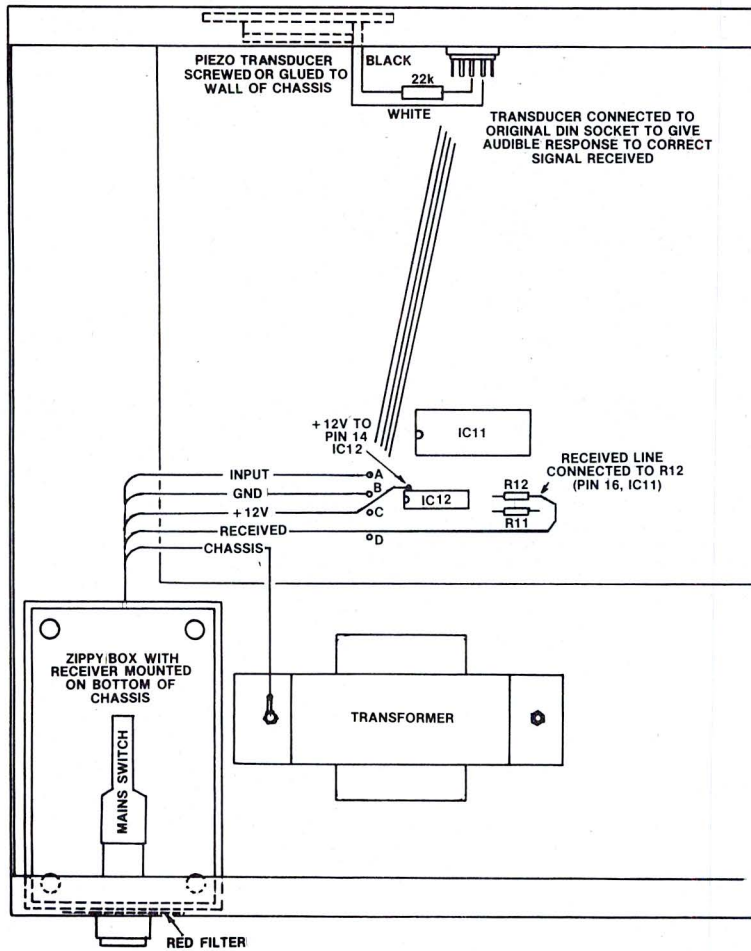 PIEZO TRANSDUCER
SCREWED OR GLUED TO
WALL OF CHASSIS
BLACK
22k
WHITE
TRANSDUCER CONNECTED TO
ORIGINAL DIN SOCKET TO GIVE
AUDIBLE RESPONSE TO CORRECT
SIGNAL RECEIVED
+12V TO
PIN 14
IC12
IC11
RECEIVED LINE
CONNECTED TO R12
(PIN 16, IC11)
INPUT
A
GND
B
+12V
C
IC12
R12
R11
RECEIVED
D
CHASSIS
ZIPPY BOX WITH
RECEIVER MOUNTED
ON BOTTOM OF
CHASSIS
MAINS SWITCH
TRANSFORMER
RED FILTER